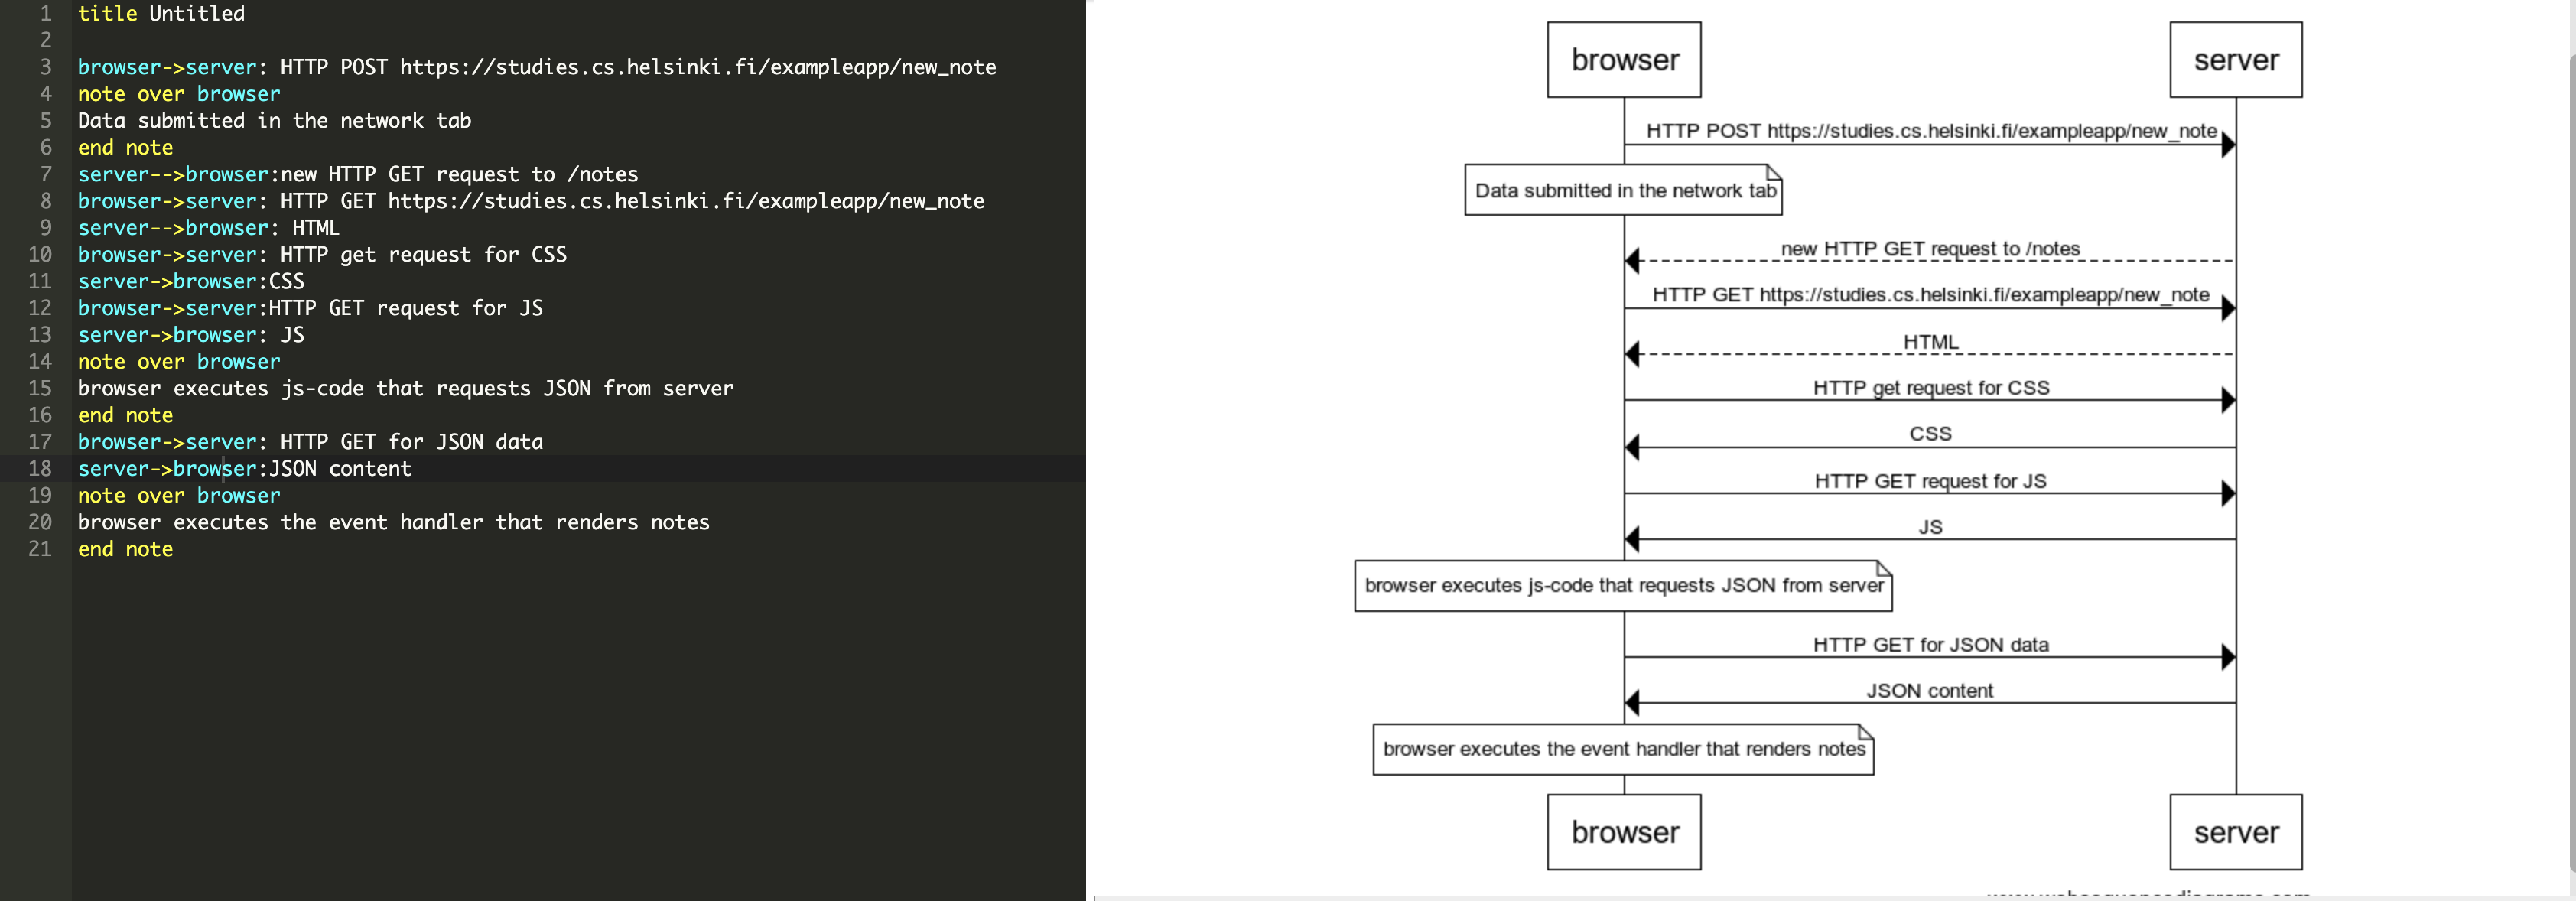 1 title Untitled
2
3 browser->server: HTTP POST https://studies.cs.helsinki.fi/exampleapp/new_note
4 note over browser
5 Data submitted in the network tab
6 end note
7 server-->browser:new HTTP GET request to /notes
8 browser->server: HTTP GET https://studies.cs.helsinki.fi/exampleapp/new_note
9 server-->browser: HTML
10 browser->server: HTTP get request for CSS
11 server->browser:CSS
12 browser->server:HTTP GET request for JS
13 server->browser: JS
14 note over browser
15 browser executes js-code that requests JSON from server
16 end note
17 browser->server: HTTP GET for JSON data
18 server->browser:JSON content
19 note over browser
20 browser executes the event handler that renders notes
21 end note
browser server
HTTP POST https://studies.cs.helsinki.fi/exampleapp/new_note
Data submitted in the network tab
new HTTP GET request to /notes
HTTP GET https://studies.cs.helsinki.fi/exampleapp/new_note
HTML
HTTP get request for CSS
CSS
HTTP GET request for JS
JS
browser executes js-code that requests JSON from server
HTTP GET for JSON data
JSON content
browser executes the event handler that renders notes
browser server